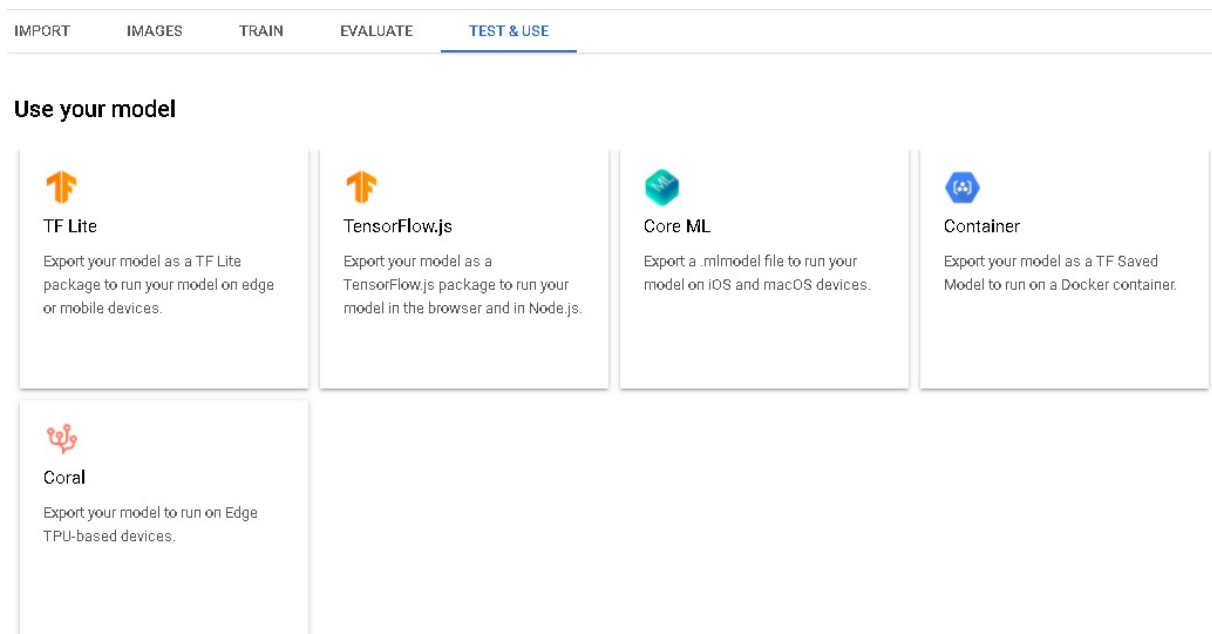 IMPORT IMAGES TRAIN EVALUATE TEST & USE
Use your model
TF Lite
Export your model as a TF Lite
package to run your model on edge
or mobile devices.
TensorFlow.js
Export your model as a
TensorFlow.js package to run your
model in the browser and in Node.js.
ML
Core ML
Export a .mlmodel file to run your
model on iOS and macOS devices.
Container
Export your model as a TF Saved
Model to run on a Docker container.
Coral
Export your model to run on Edge
TPU-based devices.